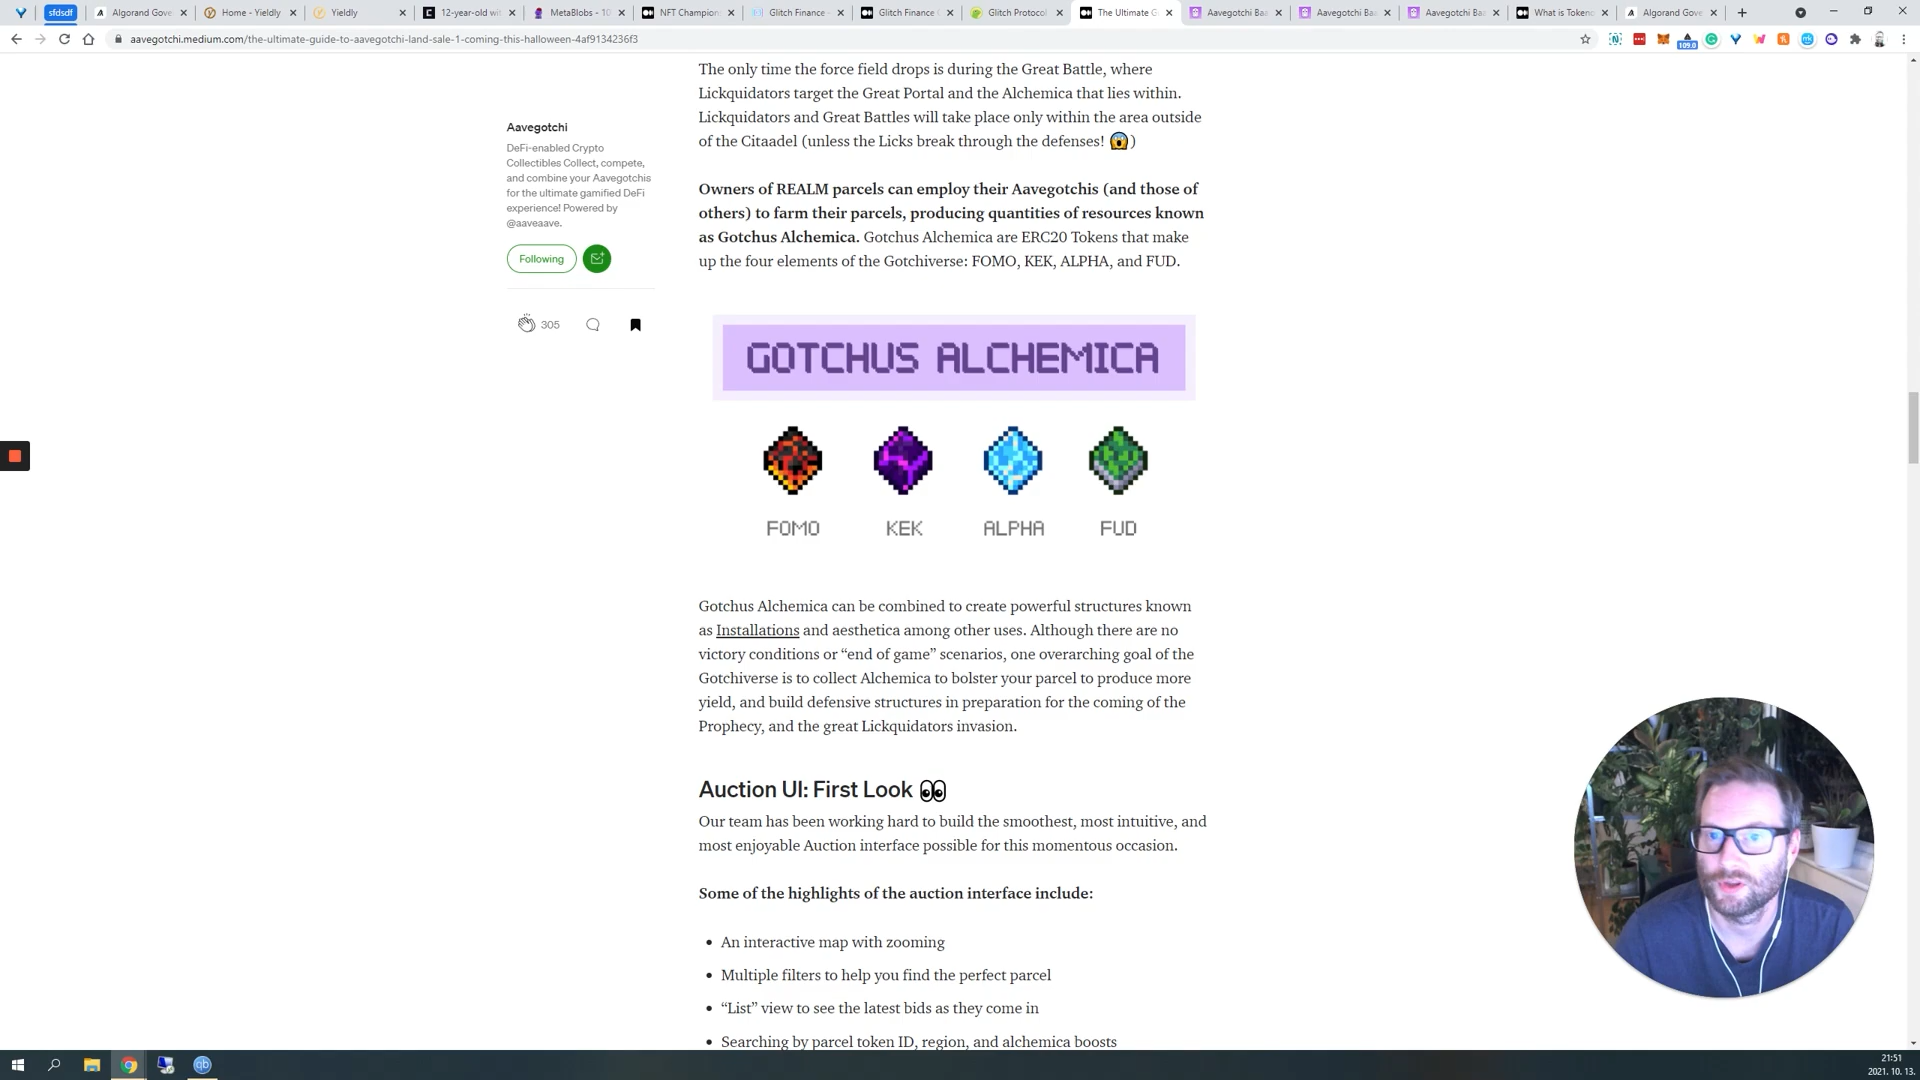 sfdsdf
Algorand Gove
Home - Yieldly
Yieldly
12-year-old wit
MetaBlobs - 10
NFT Champion
Glitch Finance
Glitch Finance
Glitch Protocol
The Ultimate G
Aavegotchi Baa
Aavegotchi Baa
Aavegotchi Baa
What is Tokeno
Algorand Gove
aavegotchi.medium.com/the-ultimate-guide-to-aavegotchi-land-sale-1-coming-this-halloween-4af9134236f3
109.0
The only time the force field drops is during the Great Battle, where
Lickquidators target the Great Portal and the Alchemica that lies within.
Lickquidators and Great Battles will take place only within the area outside
of the Citaadel (unless the Licks break through the defenses! 😱)
Aavegotchi
DeFi-enabled Crypto
Collectibles Collect, compete,
and combine your Aavegotchis
for the ultimate gamified DeFi
experience! Powered by
@aaveaave.
Following
305
Owners of REALM parcels can employ their Aavegotchis (and those of
others) to farm their parcels, producing quantities of resources known
as Gotchus Alchemica. Gotchus Alchemica are ERC20 Tokens that make
up the four elements of the Gotchiverse: FOMO, KEK, ALPHA, and FUD.
GOTCHUS ALCHEMICA
FOMO KEK ALPHA FUD
Gotchus Alchemica can be combined to create powerful structures known
as Installations and aesthetica among other uses. Although there are no
victory conditions or “end of game” scenarios, one overarching goal of the
Gotchiverse is to collect Alchemica to bolster your parcel to produce more
yield, and build defensive structures in preparation for the coming of the
Prophecy, and the great Lickquidators invasion.
Auction UI: First Look 👀
Our team has been working hard to build the smoothest, most intuitive, and
most enjoyable Auction interface possible for this momentous occasion.
Some of the highlights of the auction interface include:
• An interactive map with zooming
• Multiple filters to help you find the perfect parcel
• “List” view to see the latest bids as they come in
• Searching by parcel token ID, region, and alchemica boosts
qb
21:51
2021. 10. 13.